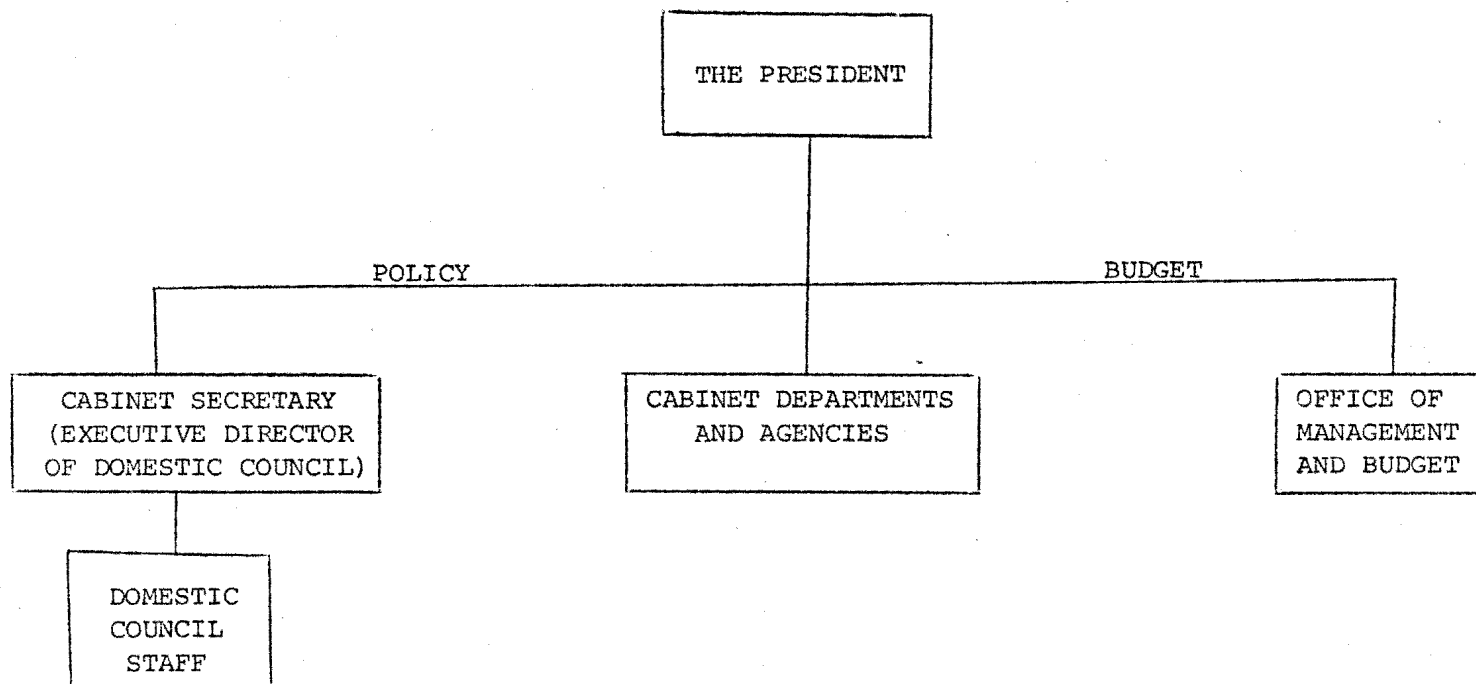 THE PRESIDENT
POLICY
BUDGET
CABINET SECRETARY
(EXECUTIVE DIRECTOR
OF DOMESTIC COUNCIL)
CABINET DEPARTMENTS
AND AGENCIES
OFFICE OF
MANAGEMENT
AND BUDGET
DOMESTIC
COUNCIL
STAFF